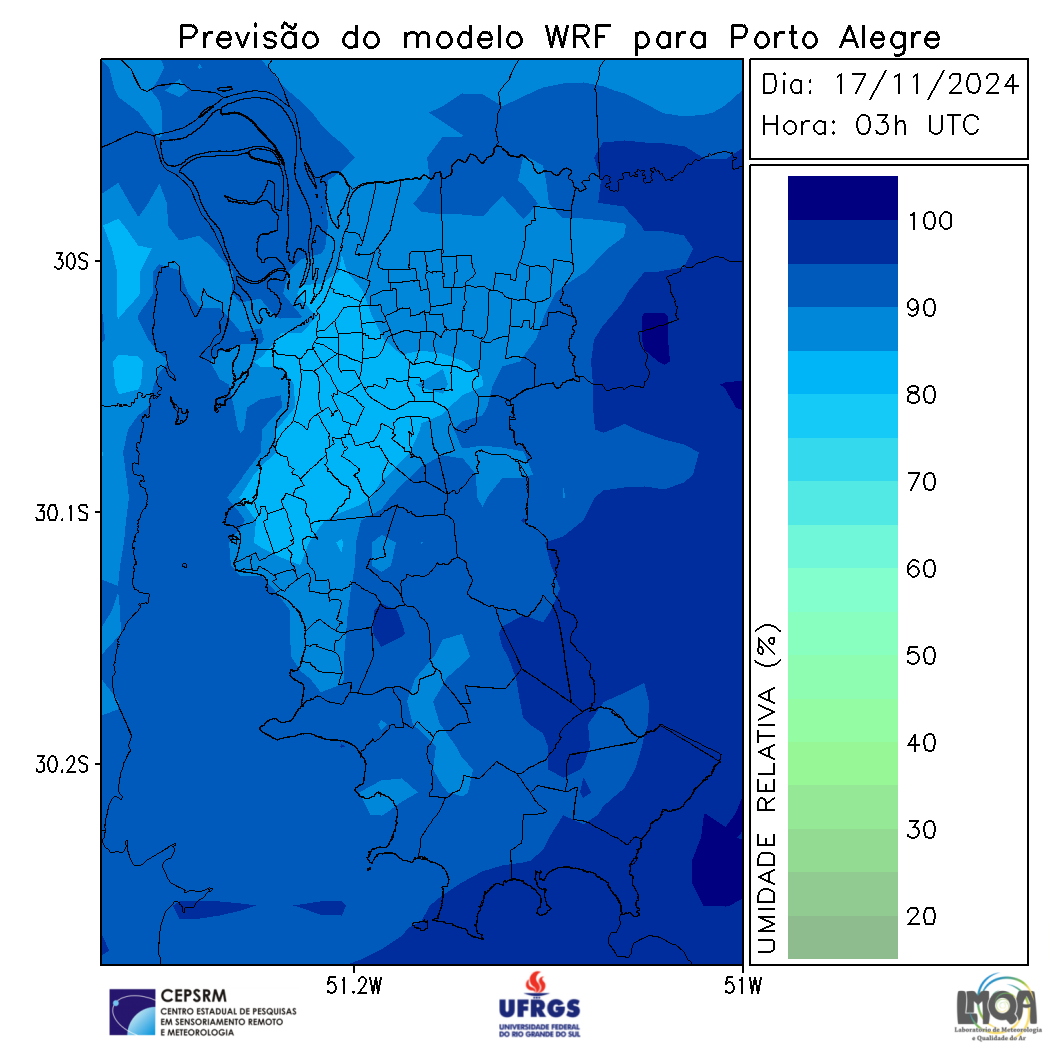 Previsão do modelo WRF para Porto Alegre
Dia: 17/11/2024
Hora: 03h UTC
100
90
80
70
60
50
40
30
20
UMIDADE RELATIVA (%)
30S
30.1S
30.2S
51.2W
51W
CEPSRM
CENTRO ESTADUAL DE PESQUISAS
EM SENSORIAMENTO REMOTO
E METEOROLOGIA
UFRGS
UNIVERSIDADE FEDERAL
DO RIO GRANDE DO SUL
LMQA
Laboratório de Meteorologia
e Qualidade do Ar